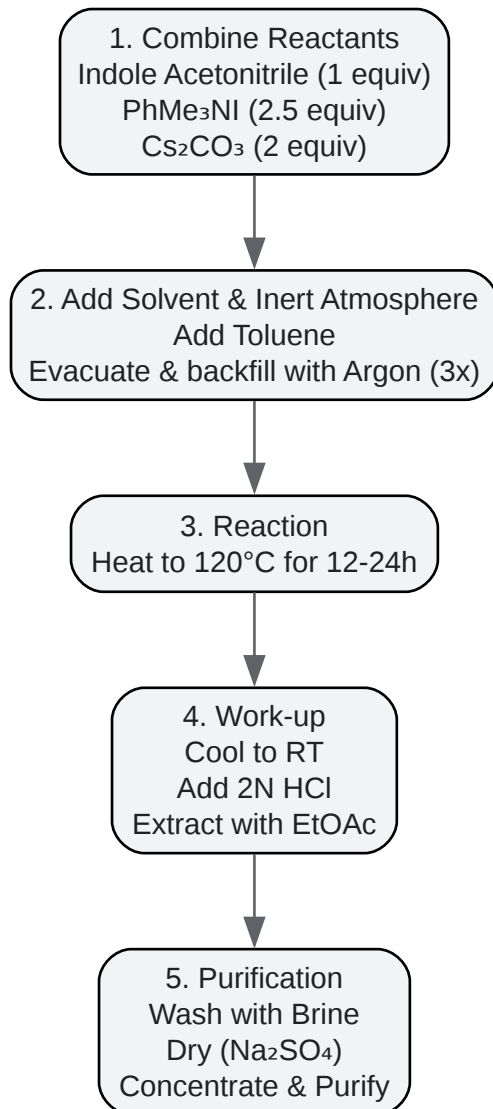 1. Combine Reactants
Indole Acetonitrile (1 equiv)
PhMe₃NI (2.5 equiv)
Cs₂CO₃ (2 equiv)
2. Add Solvent & Inert Atmosphere
Add Toluene
Evacuate & backfill with Argon (3x)
3. Reaction
Heat to 120°C for 12-24h
4. Work-up
Cool to RT
Add 2N HCl
Extract with EtOAc
5. Purification
Wash with Brine
Dry (Na₂SO₄)
Concentrate & Purify